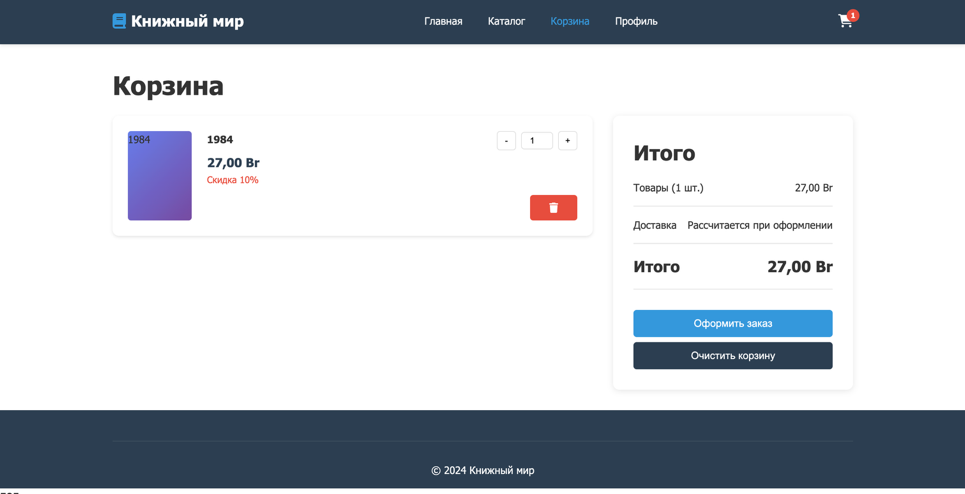 Книжный мир
Главная Каталог Корзина Профиль
1
Корзина
1984
1984
27,00 Br
Скидка 10%
- 1 +
Итого
Товары (1 шт.) 27,00 Br
Доставка Рассчитается при оформлении
Итого 27,00 Br
Оформить заказ
Очистить корзину
© 2024 Книжный мир